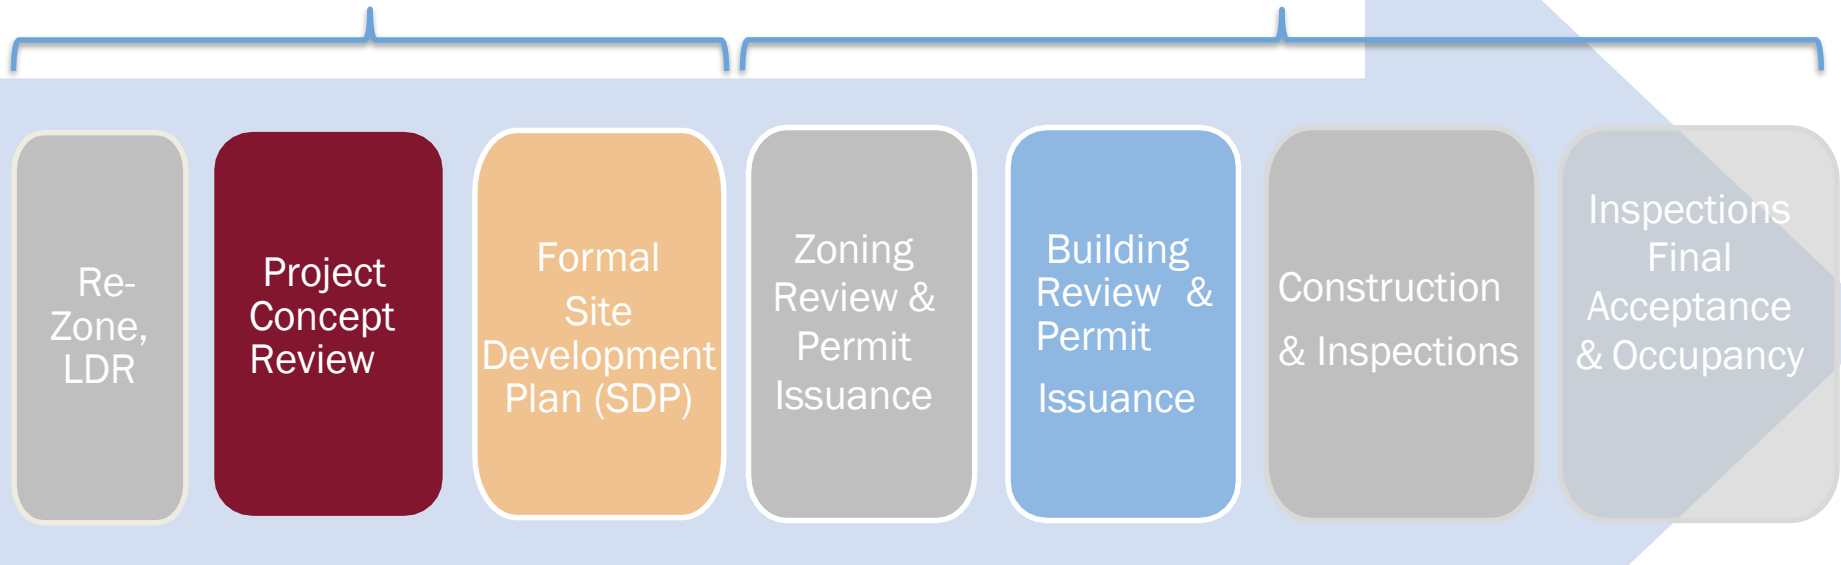 Re-
Zone,
LDR
Project
Concept
Review
Formal
Site
Development
Plan (SDP)
Zoning
Review &
Permit
Issuance
Building
Review &
Permit
Issuance
Construction
& Inspections
Inspections
Final
Acceptance
& Occupancy